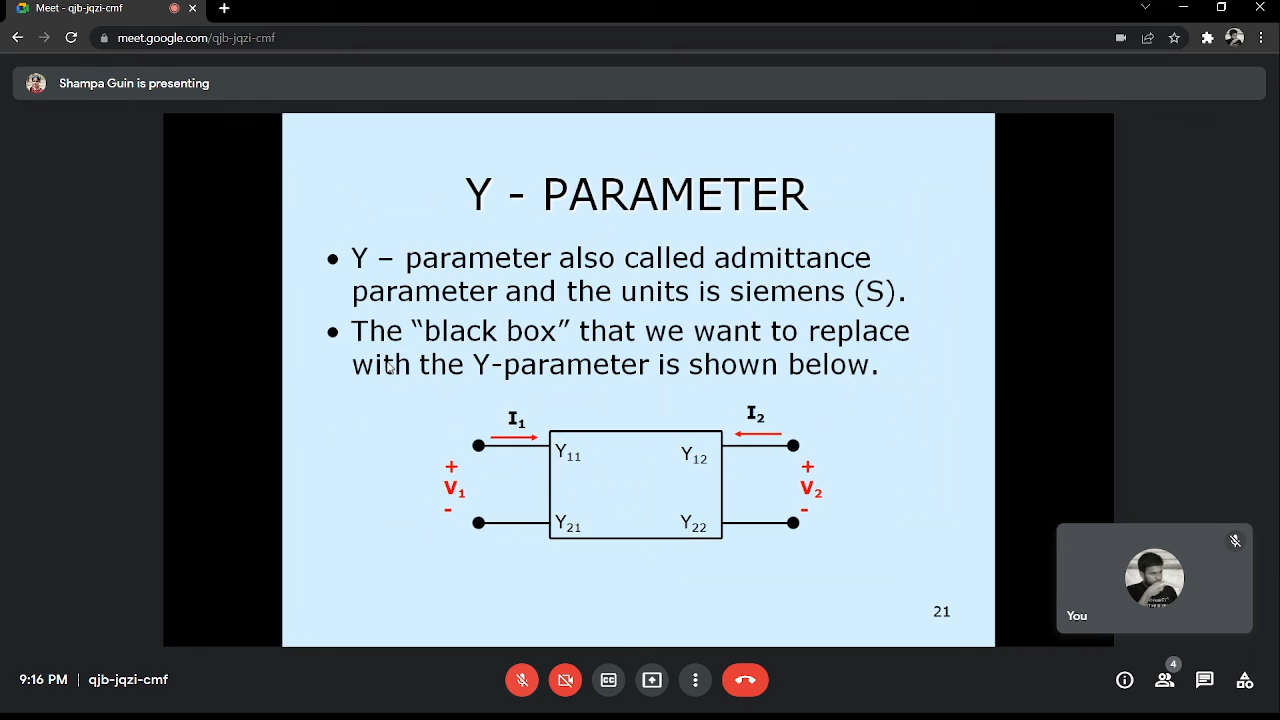 Meet - qjb-jqzi-cmf
meet.google.com/qjb-jqzi-cmf
Shampa Guin is presenting
Y - PARAMETER
• Y – parameter also called admittance
parameter and the units is siemens (S).
• The “black box” that we want to replace
with the Y-parameter is shown below.
I1
I2
Y11
Y12
+
V1
-
+
V2
-
Y21
Y22
21
You
9:16 PM | qjb-jqzi-cmf
CC
4